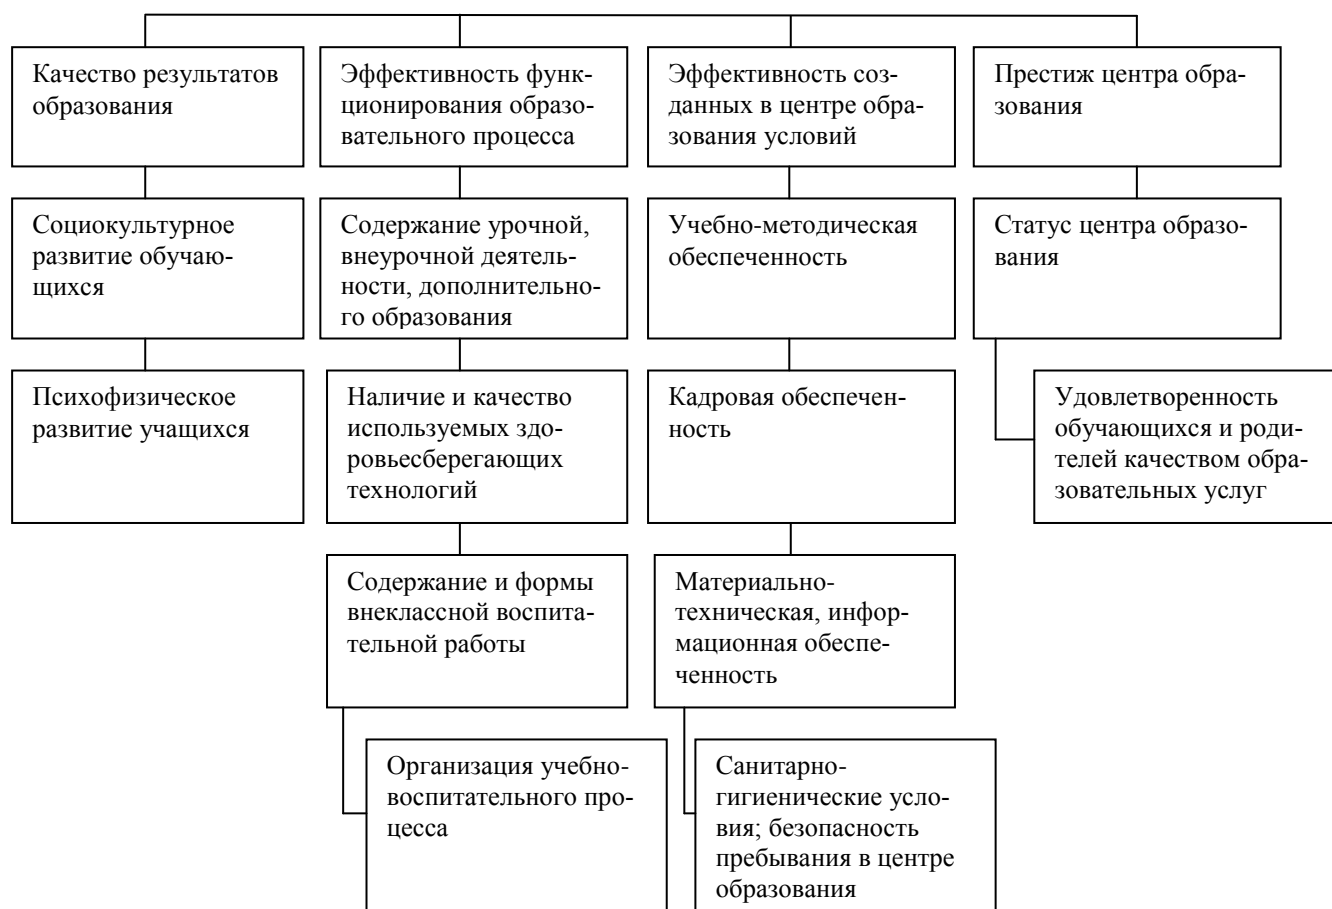 Качество результатов
образования
Эффективность функ-
ционирования образо-
вательного процесса
Эффективность соз-
данных в центре обра-
зования условий
Престиж центра обра-
зования
Социокультурное
развитие обучаю-
щихся
Содержание урочной,
внеурочной деятель-
ности, дополнительно-
го образования
Учебно-методическая
обеспеченность
Статус центра образо-
вания
Психофизическое
развитие учащихся
Наличие и качество
используемых здо-
ровьесберегающих
технологий
Кадровая обеспечен-
ность
Удовлетворенность
обучающихся и роди-
телей качеством обра-
зовательных услуг
Содержание и формы
внеклассной воспита-
тельной работы
Материально-
техническая, инфор-
мационная обеспе-
ченность
Организация учебно-
воспитательного про-
цесса
Санитарно-
гигиенические усло-
вия; безопасность
пребывания в центре
образования